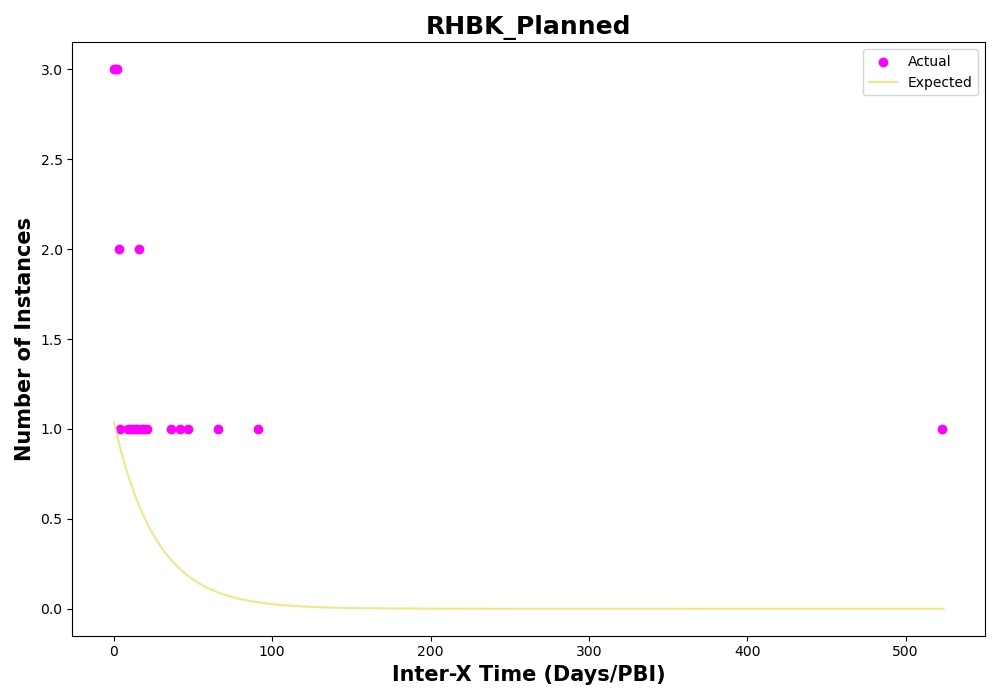 RHBK_Planned
Actual
Expected
3.0
2.5
2.0
1.5
1.0
0.5
0.0
Number of Instances
0
100
200
300
400
500
Inter-X Time (Days/PBI)